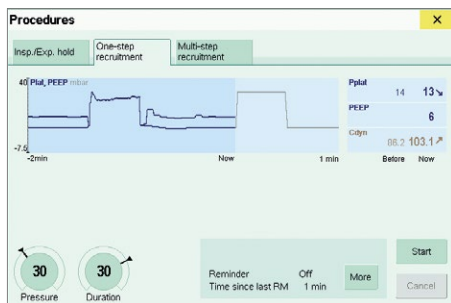 Procedures
Insp./Exp. hold
One-step
recruitment
Multi-step
recruitment
40
Plat, PEEP mbar
-7.5
-2min
Now
1 min
Pplat
14 13
PEEP
6
Cdyn
86.2 103.1
Before Now
30
Pressure
30
Duration
Reminder Off
Time since last RM 1 min
More
Start
Cancel